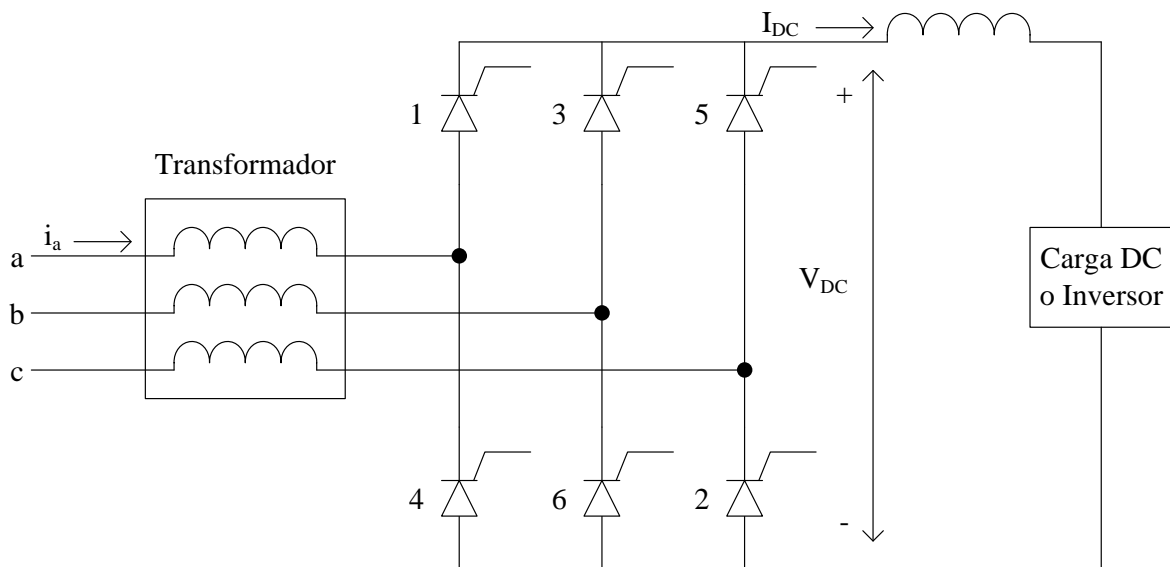 I_DC
1
3
5
+
Transformador
i_a
a
b
c
V_DC
Carga DC
o Inversor
4
6
2
-